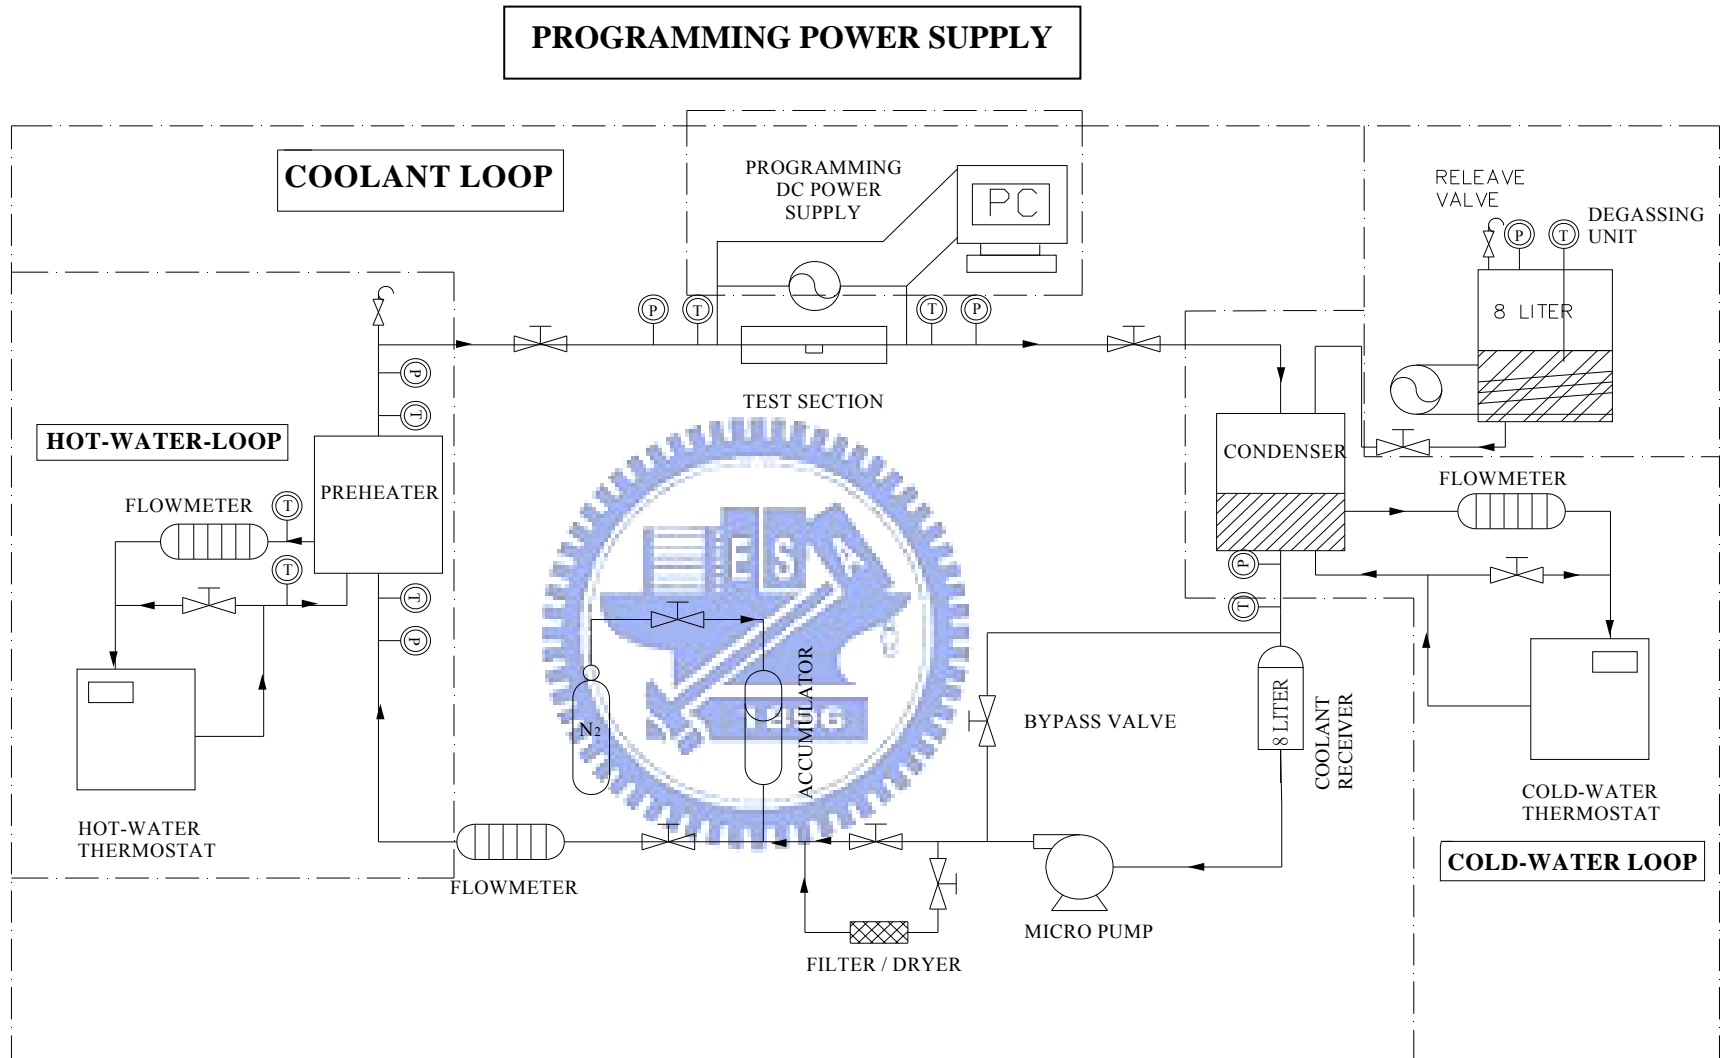 PROGRAMMING POWER SUPPLY
COOLANT LOOP
PROGRAMMING
DC POWER
SUPPLY
PC
RELEAVE
VALVE
DEGASSING
UNIT
P
T
8 LITER
P
T
T
P
TEST SECTION
P
T
HOT-WATER-LOOP
PREHEATER
FLOWMETER
T
T
T
P
CONDENSER
FLOWMETER
P
T
ESA
1896
N2
ACCUMULATOR
BYPASS VALVE
8 LITER
COOLANT
RECEIVER
HOT-WATER
THERMOSTAT
COLD-WATER
THERMOSTAT
COLD-WATER LOOP
FLOWMETER
MICRO PUMP
FILTER / DRYER